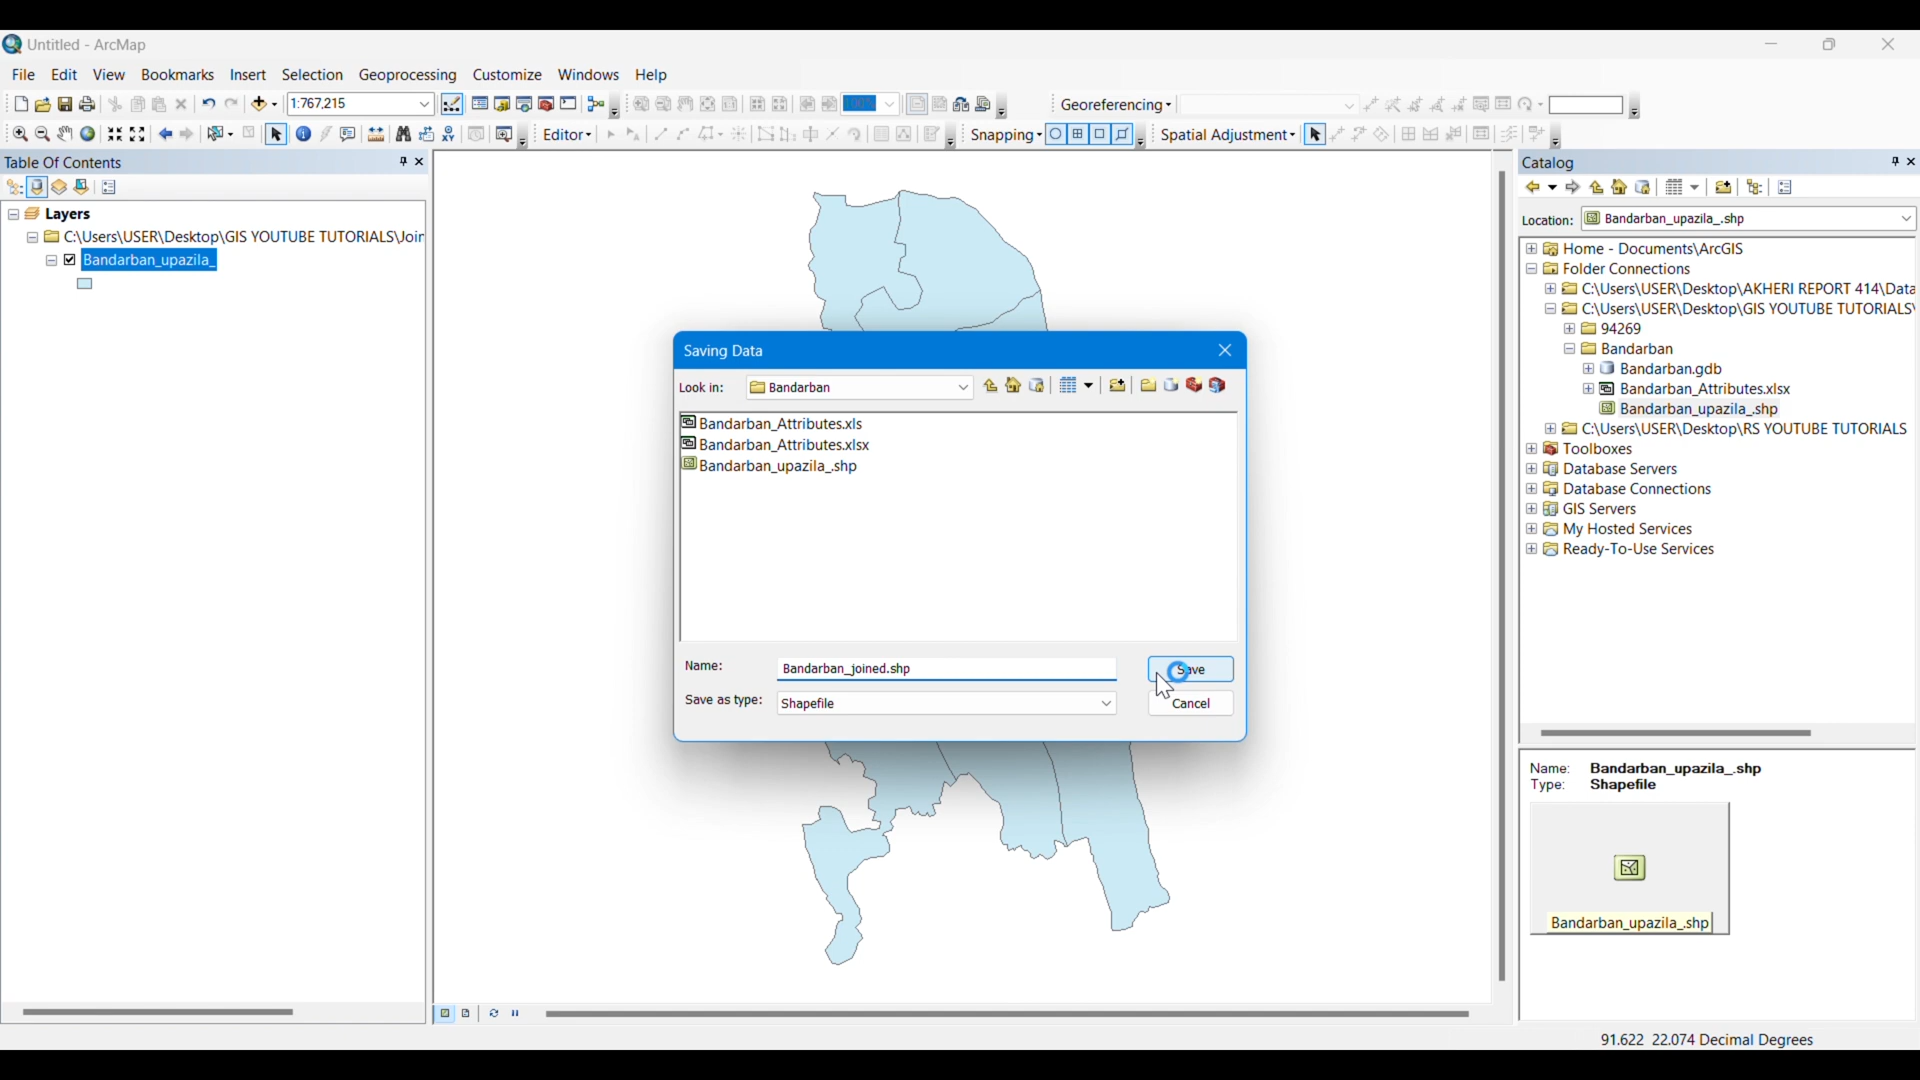 Untitled - ArcMap
File Edit View Bookmarks Insert Selection Geoprocessing Customize Windows Help
1:767,215
100%
Georeferencing
Editor
Snapping
Spatial Adjustment
Table Of Contents
Layers
C:\Users\USER\Desktop\GIS YOUTUBE TUTORIALS\Join
Bandarban_upazila_
Saving Data
Look in: Bandarban
Bandarban_Attributes.xls
Bandarban_Attributes.xlsx
Bandarban_upazila_.shp
Name: Bandarban_joined.shp
Save
Save as type: Shapefile
Cancel
Catalog
Location: Bandarban_upazila_.shp
Home - Documents\ArcGIS
Folder Connections
C:\Users\USER\Desktop\AKHERI REPORT 414\Data
C:\Users\USER\Desktop\GIS YOUTUBE TUTORIALS\
94269
Bandarban
Bandarban.gdb
Bandarban_Attributes.xlsx
Bandarban_upazila_.shp
C:\Users\USER\Desktop\RS YOUTUBE TUTORIALS
Toolboxes
Database Servers
Database Connections
GIS Servers
My Hosted Services
Ready-To-Use Services
Name: Bandarban_upazila_.shp
Type: Shapefile
Bandarban_upazila_.shp
91.622 22.074 Decimal Degrees